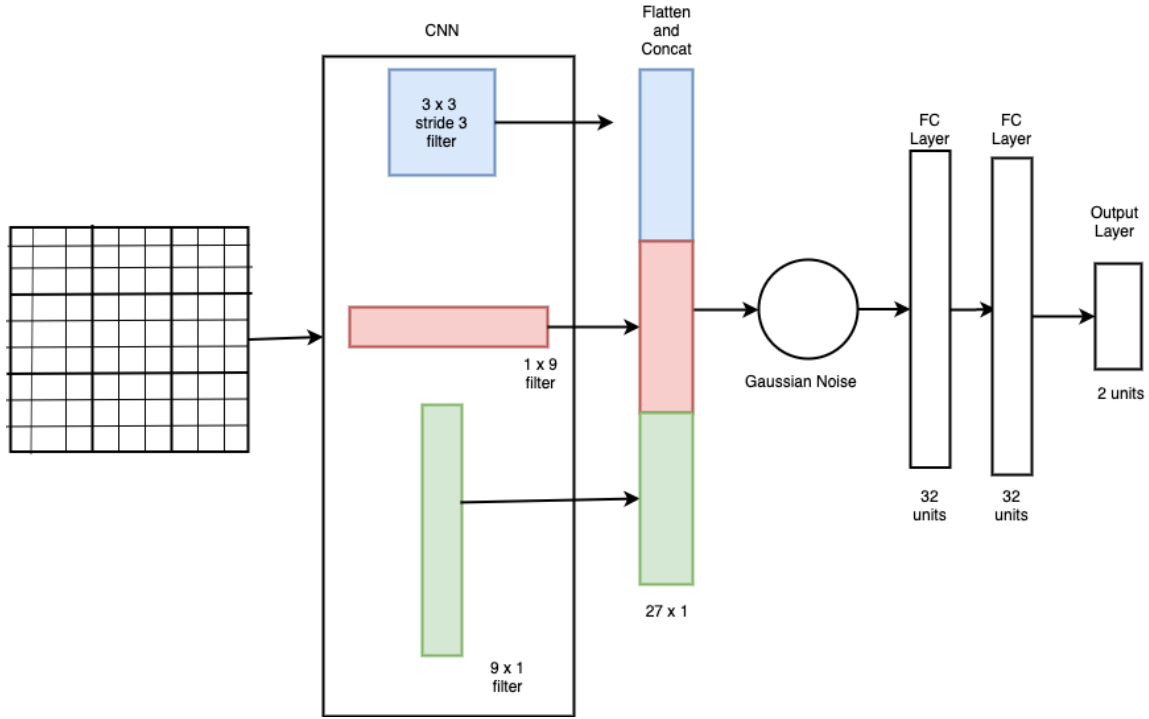 CNN
3 x 3
stride 3
filter
1 x 9
filter
9 x 1
filter
Flatten
and
Concat
27 x 1
Gaussian Noise
FC
Layer
32
units
FC
Layer
32
units
Output
Layer
2 units